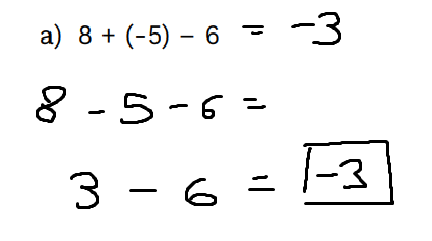 a) 8 + (-5) – 6 = -3
8 - 5 - 6 =
3 - 6 = -3